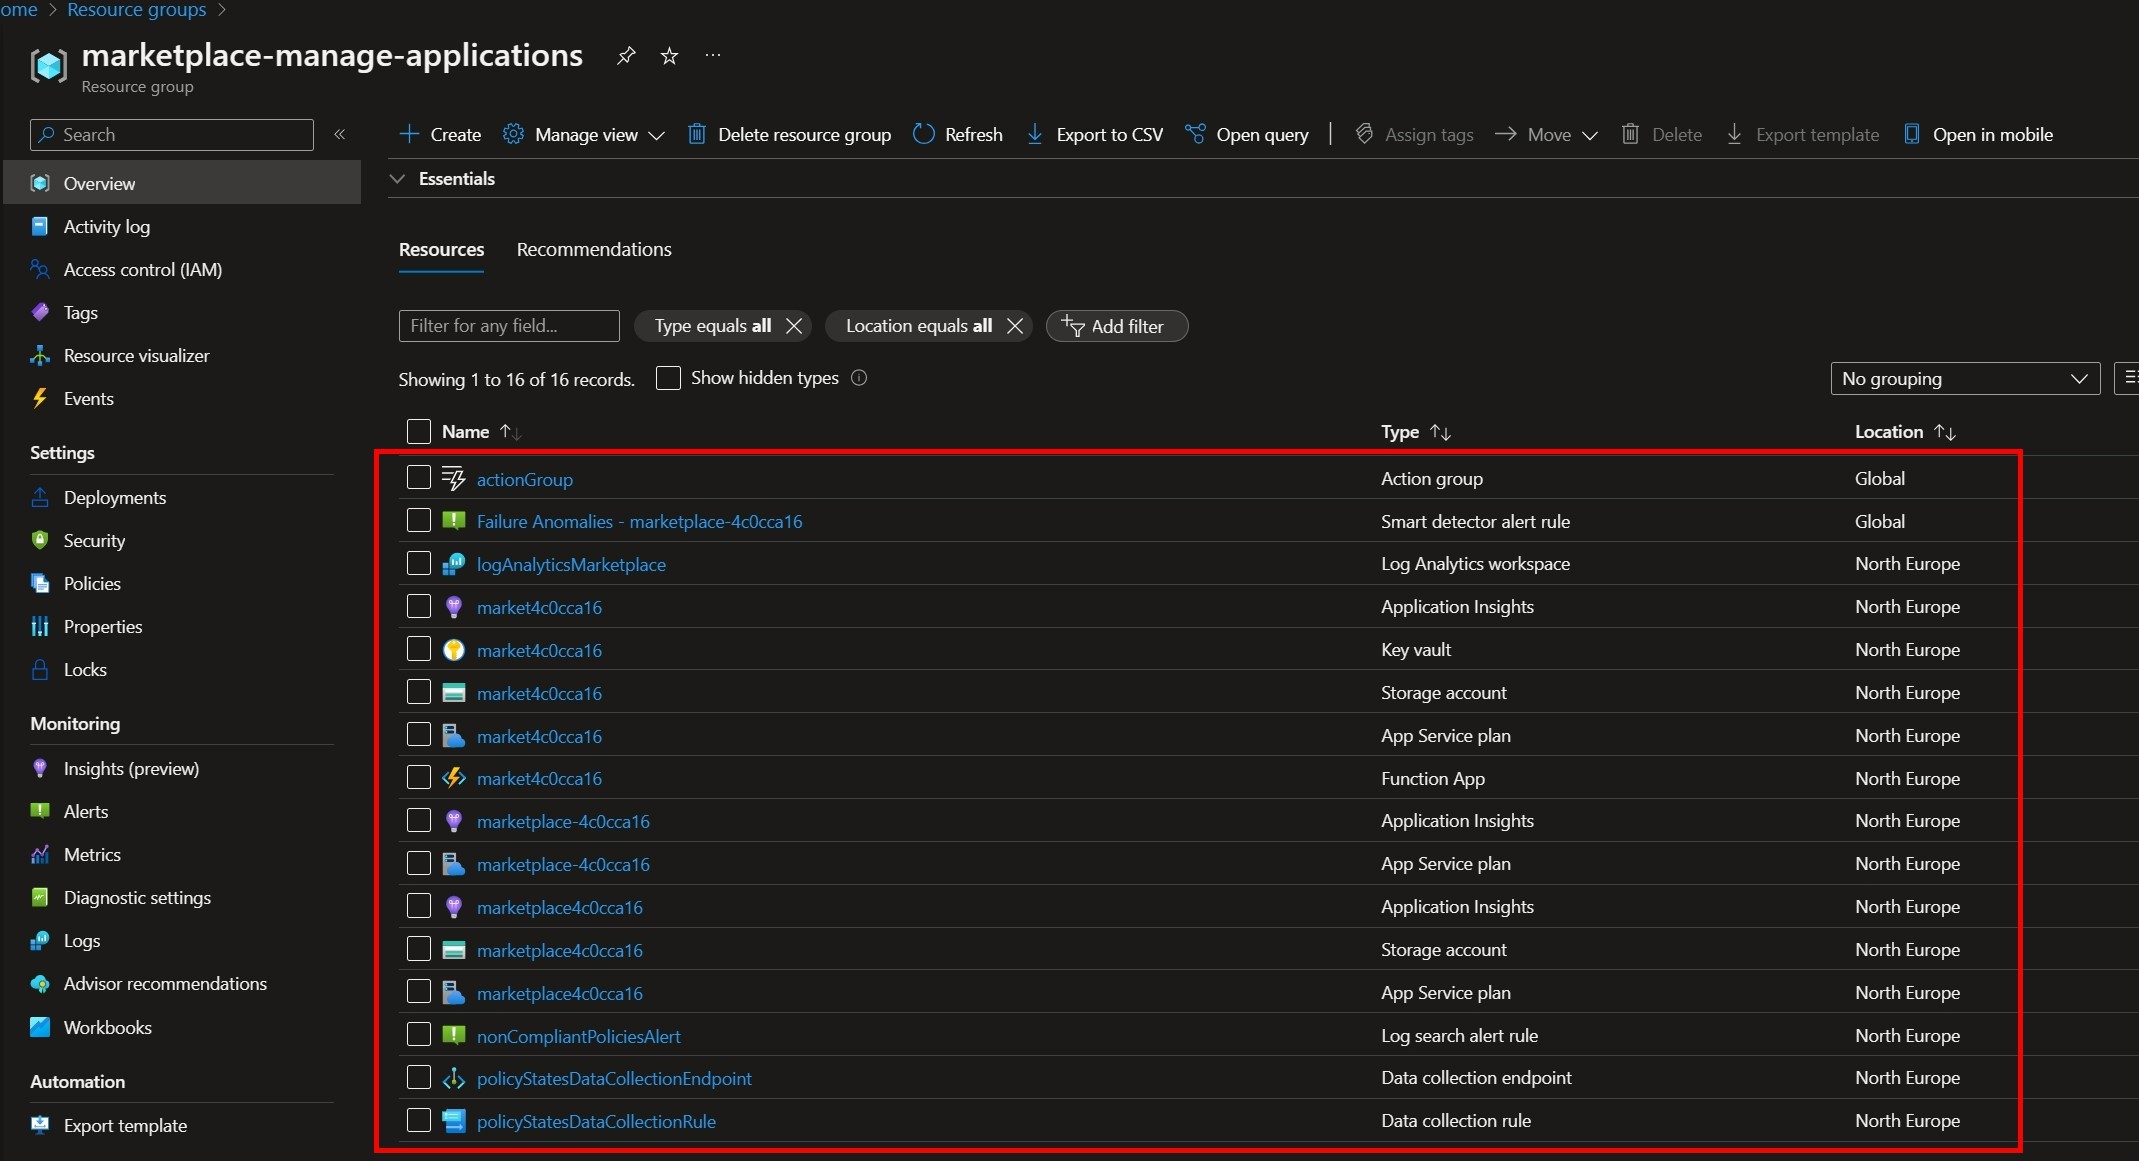 ome > Resource groups >
marketplace-manage-applications ...
Resource group
Search «
Create Manage view Delete resource group Refresh Export to CSV Open query | Assign tags Move Delete Export template Open in mobile
Overview
Activity log
Access control (IAM)
Tags
Resource visualizer
Events
Settings
Deployments
Security
Policies
Properties
Locks
Monitoring
Insights (preview)
Alerts
Metrics
Diagnostic settings
Logs
Advisor recommendations
Workbooks
Automation
Export template
Essentials
Resources Recommendations
Filter for any field... Type equals all Location equals all Add filter
Showing 1 to 16 of 16 records. Show hidden types No grouping
Name Type Location
actionGroup Action group Global
Failure Anomalies - marketplace-4c0cca16 Smart detector alert rule Global
logAnalyticsMarketplace Log Analytics workspace North Europe
market4c0cca16 Application Insights North Europe
market4c0cca16 Key vault North Europe
market4c0cca16 Storage account North Europe
market4c0cca16 App Service plan North Europe
market4c0cca16 Function App North Europe
marketplace-4c0cca16 Application Insights North Europe
marketplace-4c0cca16 App Service plan North Europe
marketplace4c0cca16 Application Insights North Europe
marketplace4c0cca16 Storage account North Europe
marketplace4c0cca16 App Service plan North Europe
nonCompliantPoliciesAlert Log search alert rule North Europe
policyStatesDataCollectionEndpoint Data collection endpoint North Europe
policyStatesDataCollectionRule Data collection rule North Europe